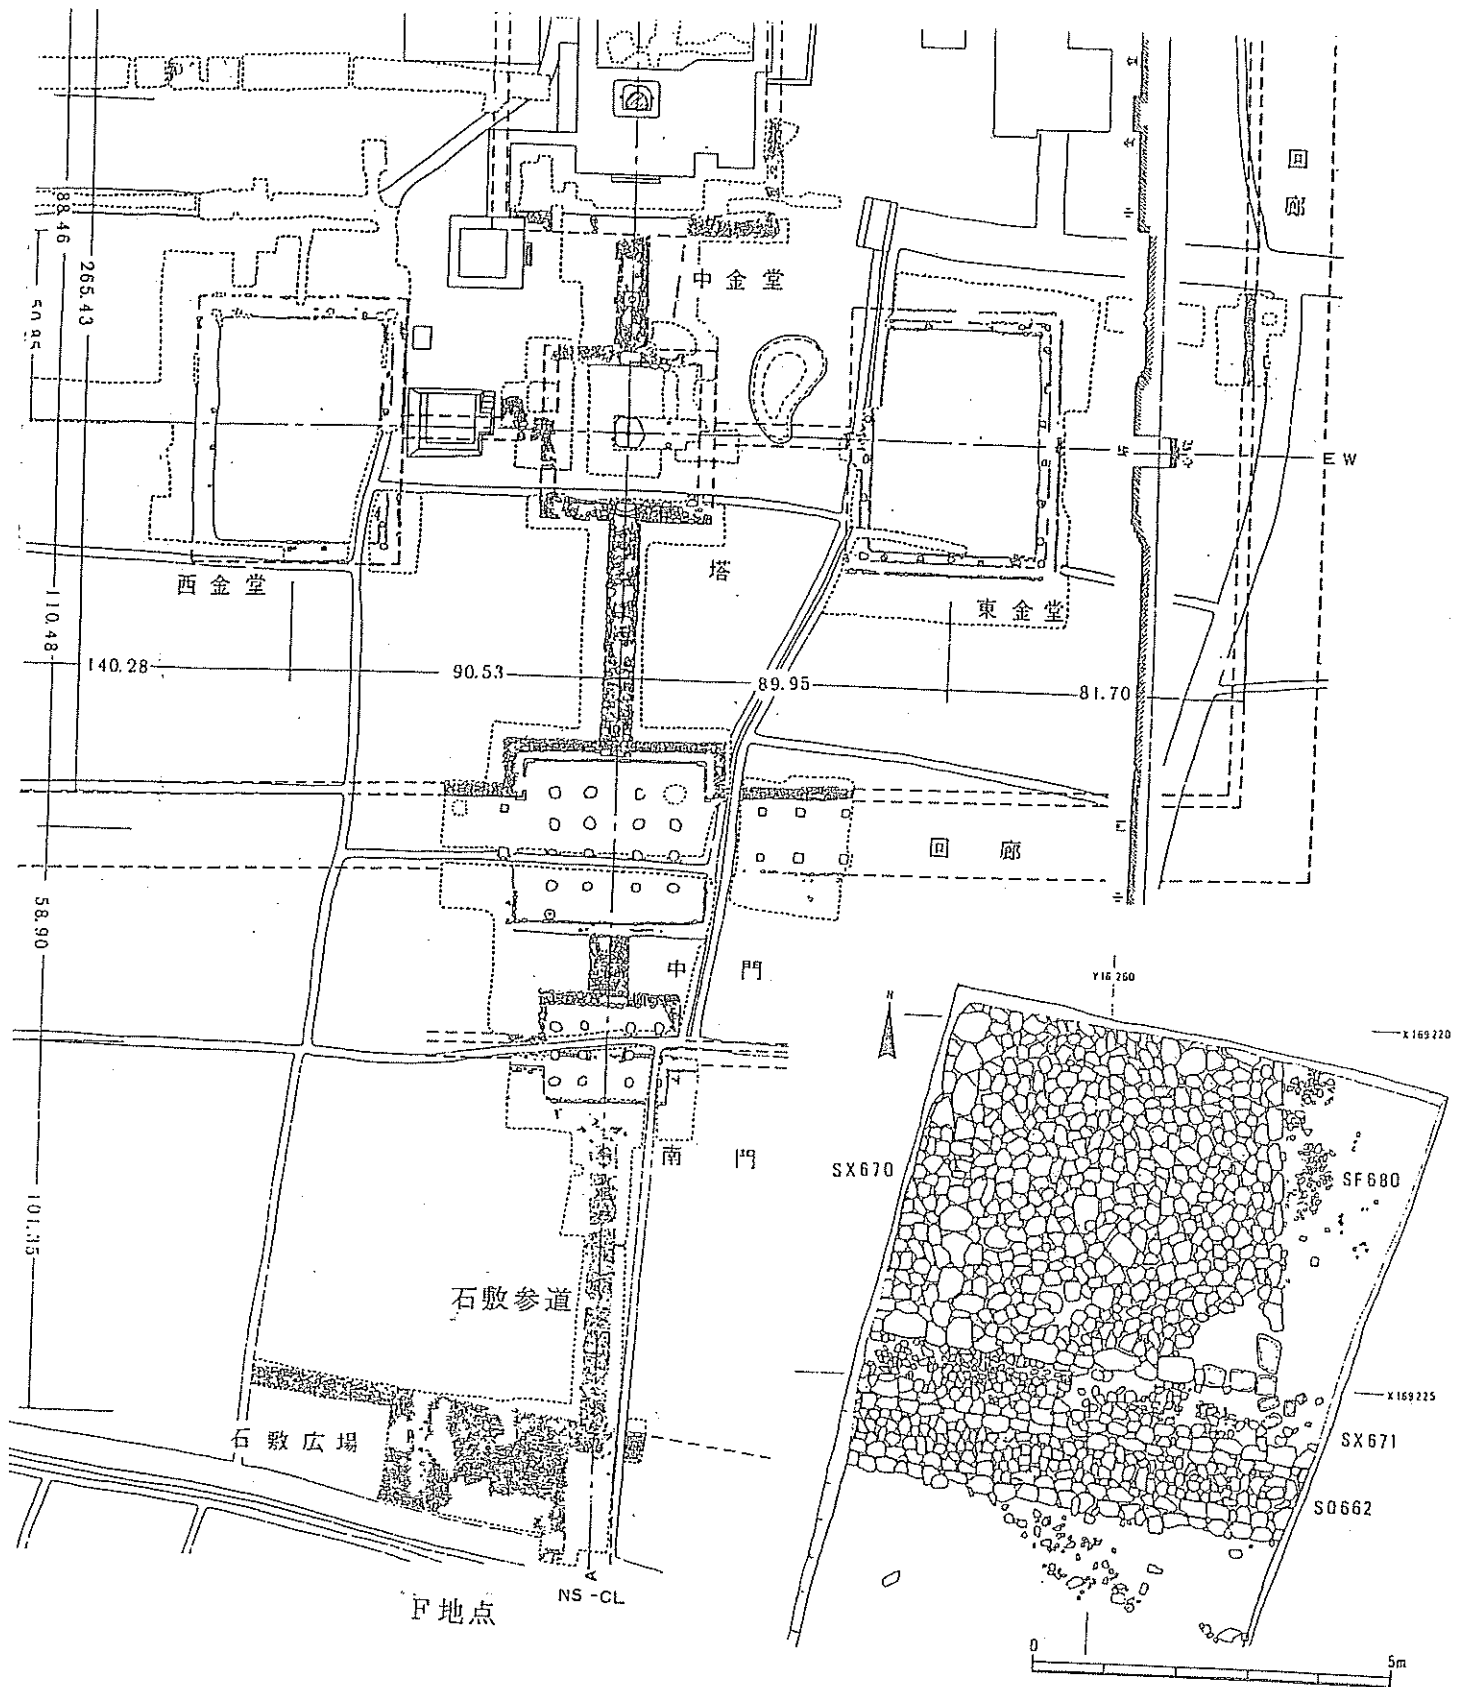 回
廊
88.46
265.43
50.85
中金堂
EW
西金堂
塔
東金堂
110.48
140.28
90.53
89.95
81.70
回廊
58.90
中門
Y16 260
N
X169220
南門
SX670
SF680
101.35
石敷参道
X169225
石敷広場
SX671
SD662
A
NS-CL
F地点
0
5m